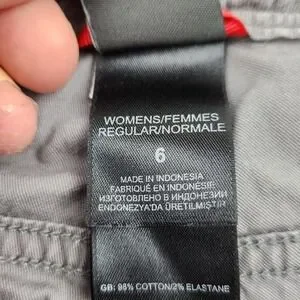 WOMENS/FEMMES
REGULAR/NORMALE
6
MADE IN INDONESIA
FABRIQUÉ EN INDONÉSIE
ИЗГОТОВЛЕНО В ИНДОНЕЗИИ
ENDONEZYA'DA ÜRETILMIŞTIR
GB: 98% COTTON/2% ELASTANE